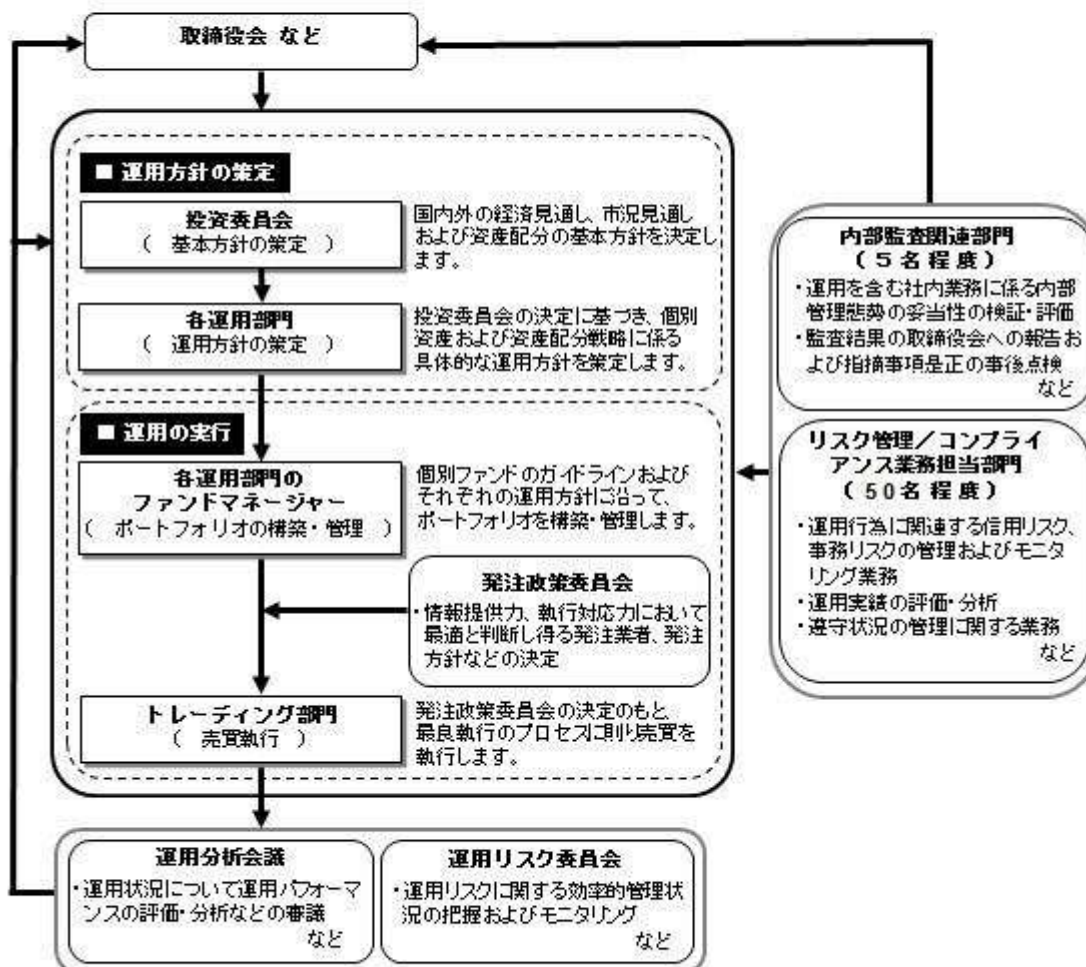 取締役会 など
■ 運用方針の策定
投資委員会
( 基本方針の策定 )
国内外の経済見通し、市況見通し
および資産配分の基本方針を決定し
ます。
各運用部門
( 運用方針の策定 )
投資委員会の決定に基づき、個別
資産および資産配分戦略に係る
具体的な運用方針を策定します。
■ 運用の実行
各運用部門の
ファンドマネージャー
( ポートフォリオの構築・管理 )
個別ファンドのガイドラインおよび
それぞれの運用方針に沿って、
ポートフォリオを構築・管理します。
発注政策委員会
・情報提供力、執行対応力において
最適と判断し得る発注業者、発注
方針などの決定
トレーディング部門
( 売買執行 )
発注政策委員会の決定のもと、
最良執行のプロセスに則り売買を
執行します。
運用分析会議
・運用状況について運用パフォーマ
ンスの評価・分析などの審議
など
運用リスク委員会
・運用リスクに関する効率的管理状
況の把握およびモニタリング
など
内部監査関連部門
(5名程度)
・運用を含む社内業務に係る内部
管理態勢の妥当性の検証・評価
・監査結果の取締役会への報告お
よび指摘事項是正の事後点検
など
リスク管理/コンプライ
アンス業務担当部門
(50名程度)
・運用行為に関連する信用リスク、
事務リスクの管理およびモニタ
リング業務
・運用実績の評価・分析
・遵守状況の管理に関する業務
など